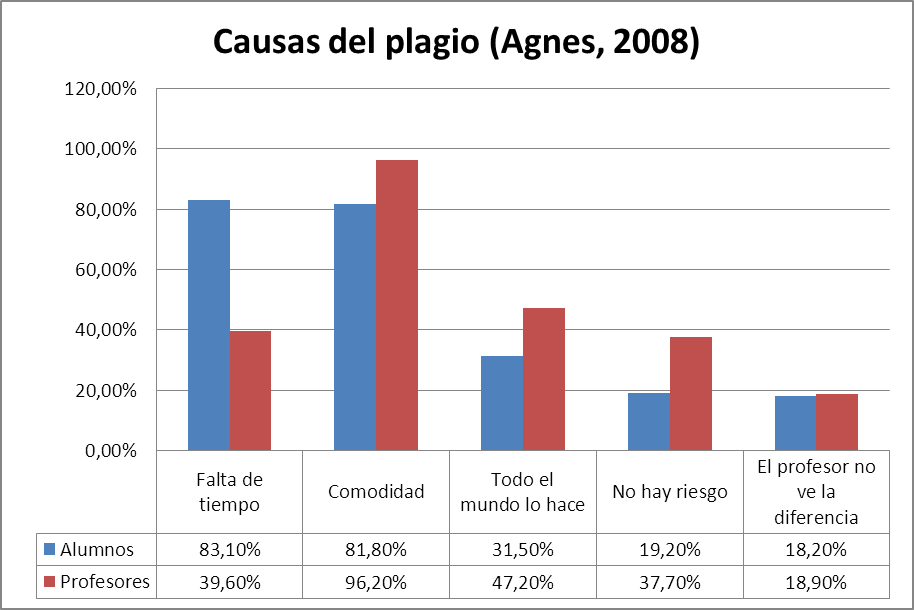 Causas del plagio (Agnes, 2008)
120,00%
100,00%
80,00%
60,00%
40,00%
20,00%
0,00%
Falta de
tiempo
Comodidad
Todo el
mundo lo hace
No hay riesgo
El profesor no
ve la
diferencia
Alumnos 83,10% 81,80% 31,50% 19,20% 18,20%
Profesores 39,60% 96,20% 47,20% 37,70% 18,90%